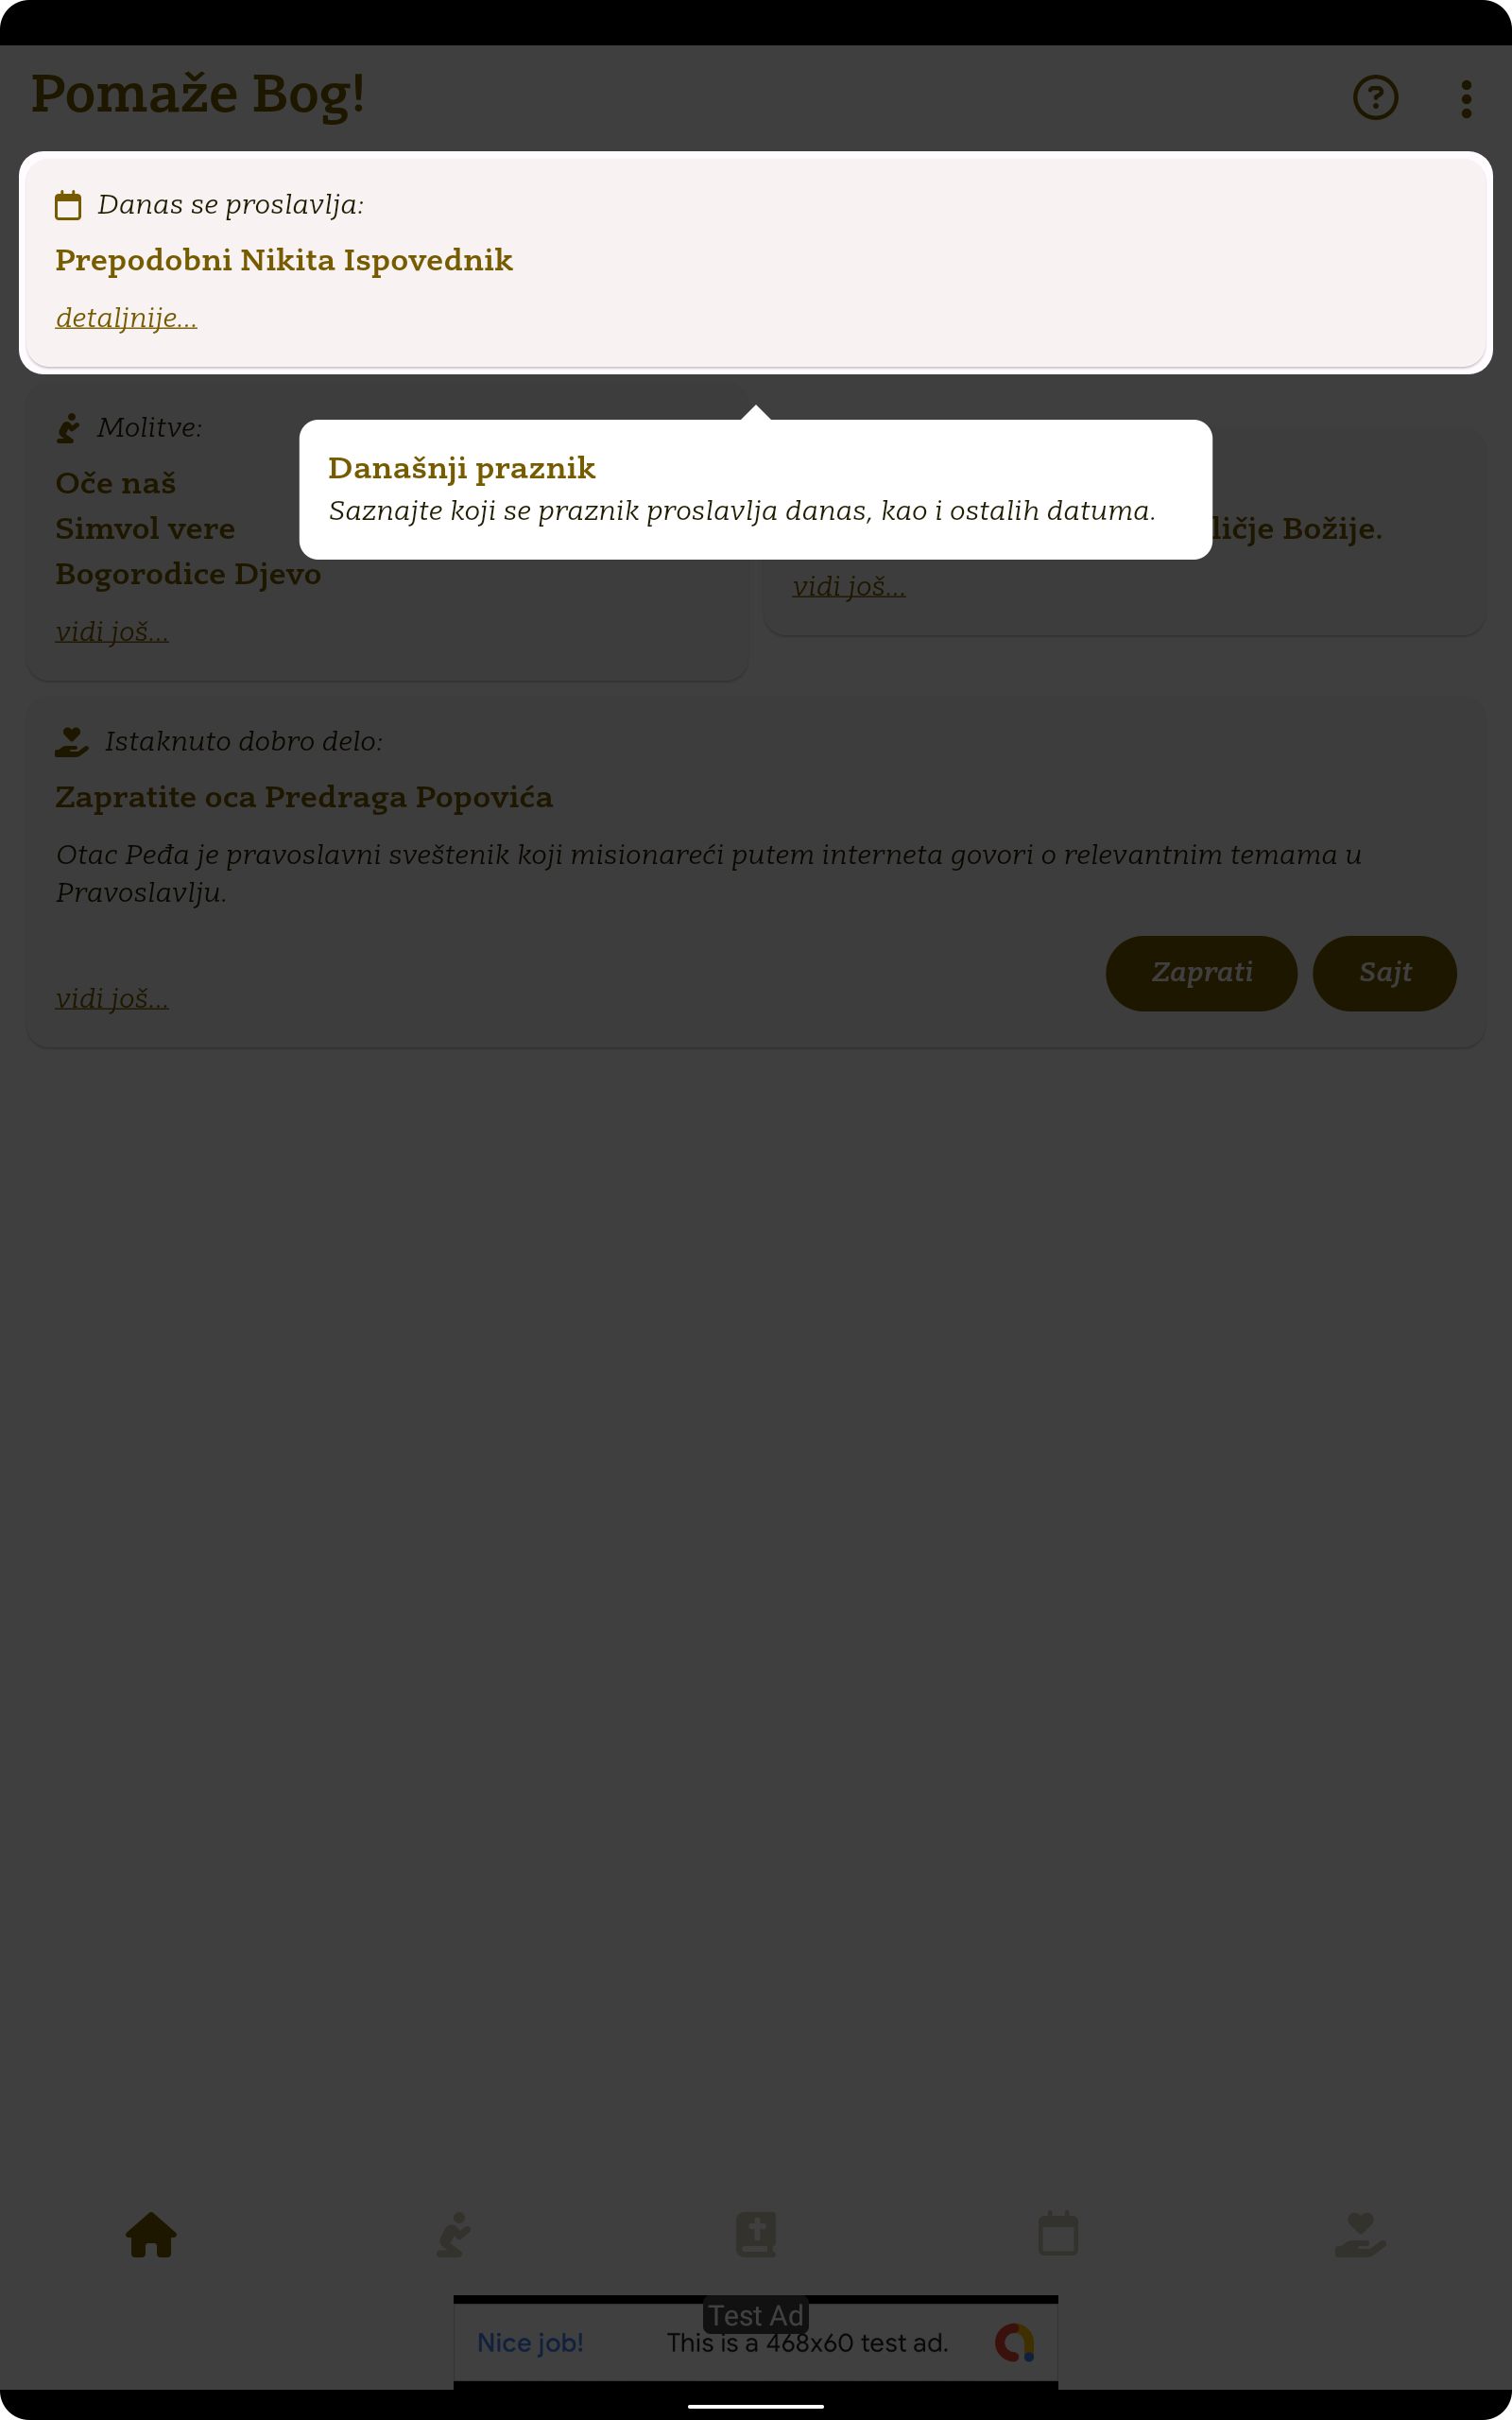 Pomaže Bog!
Danas se proslavlja:
Prepodobni Nikita Ispovednik
detaljnije...
Molitve:
Oče naš
Simvol vere
Bogorodice Djevo
vidi još...
Današnji praznik
Saznajte koji se praznik proslavlja danas, kao i ostalih datuma.
Božije.
vidi još...
Istaknuto dobro delo:
Zapratite oca Predraga Popovića
Otac Peđa je pravoslavni sveštenik koji misionareći putem interneta govori o relevantnim temama u
Pravoslavlju.
vidi još...
Zaprati
Sajt
Test Ad
Nice job!
This is a 468x60 test ad.